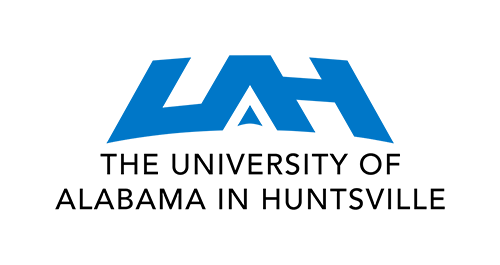 UAH
THE UNIVERSITY OF
ALABAMA IN HUNTSVILLE